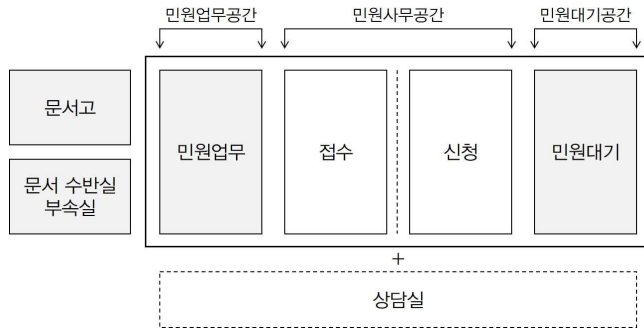 민원업무공간
민원사무공간
민원대기공간
문서고
문서 수반실
부속실
민원업무
접수
신청
민원대기
+
상담실